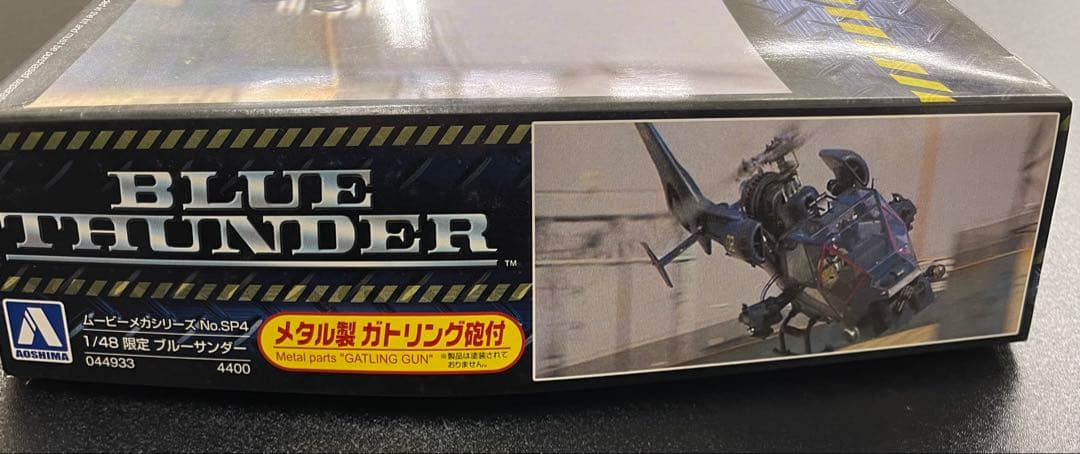 BLUE
THUNDER™
AOSHIMA
ムービーメカシリーズ No.SP4
1/48 限定 ブルーサンダー
044933 4400
メタル製 ガトリング砲付
Metal parts "GATLING GUN" ※製品は塗装されて
おりません。